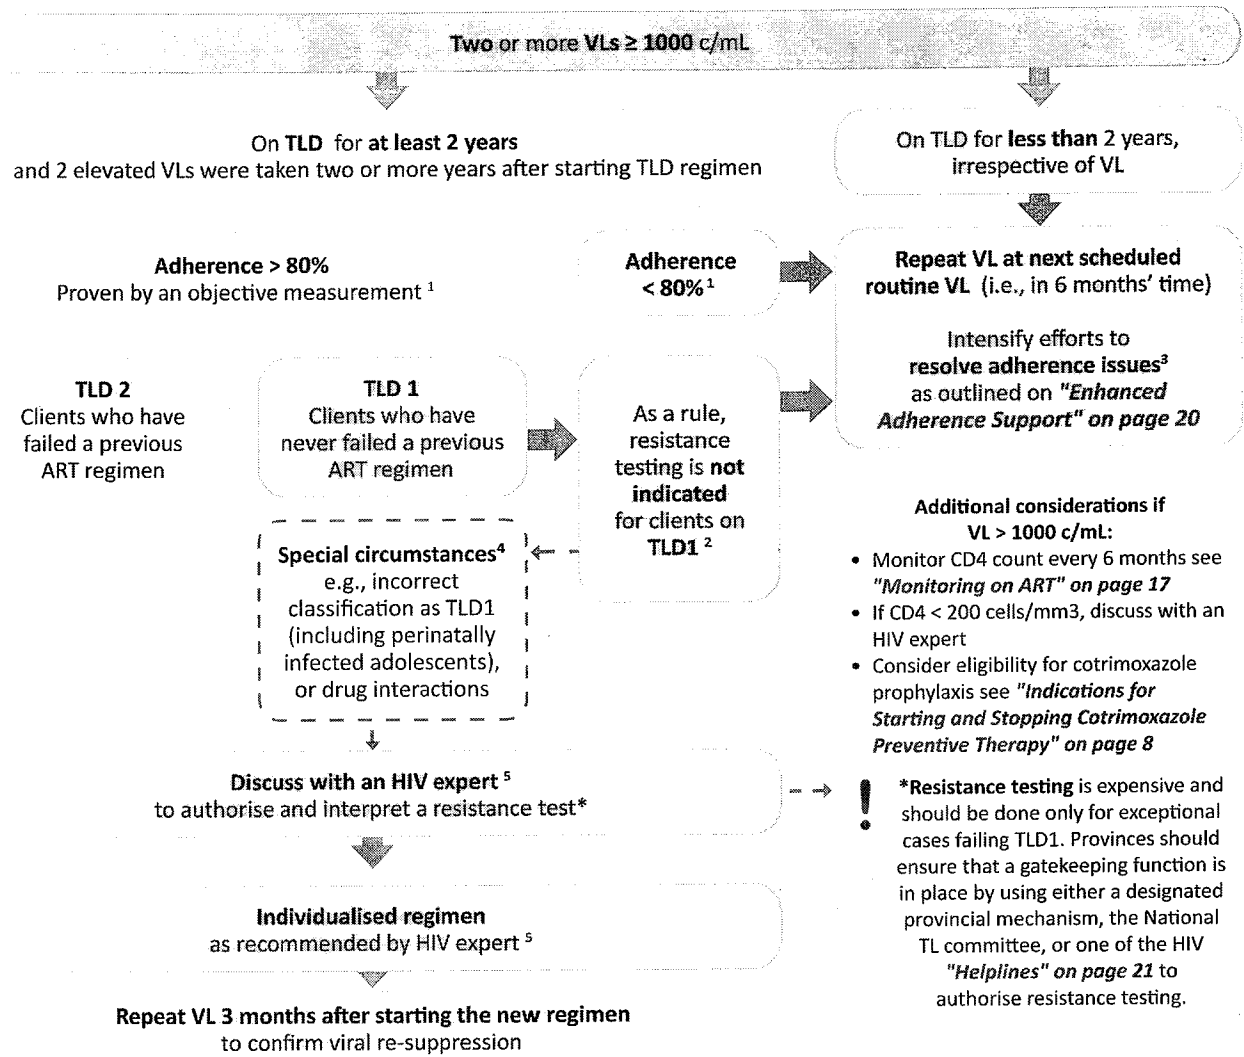 Two or more VLs ≥ 1000 c/mL
On TLD for at least 2 years
and 2 elevated VLs were taken two or more years after starting TLD regimen
On TLD for less than 2 years,
irrespective of VL
Adherence > 80%
Proven by an objective measurement 1
Adherence
< 80% 1
Repeat VL at next scheduled
routine VL (i.e., in 6 months' time)
Intensify efforts to
resolve adherence issues3
as outlined on "Enhanced
Adherence Support" on page 20
TLD 2
Clients who have
failed a previous
ART regimen
TLD 1
Clients who have
never failed a previous
ART regimen
As a rule,
resistance
testing is not
indicated
for clients on
TLD1 2
Special circumstances4
e.g., incorrect
classification as TLD1
(including perinatally
infected adolescents),
or drug interactions
Additional considerations if
VL > 1000 c/mL:
• Monitor CD4 count every 6 months see
"Monitoring on ART" on page 17
• If CD4 < 200 cells/mm3, discuss with an
HIV expert
• Consider eligibility for cotrimoxazole
prophylaxis see "Indications for
Starting and Stopping Cotrimoxazole
Preventive Therapy" on page 8
Discuss with an HIV expert 5
to authorise and interpret a resistance test*
! *Resistance testing is expensive and
should be done only for exceptional
cases failing TLD1. Provinces should
ensure that a gatekeeping function is
in place by using either a designated
provincial mechanism, the National
TL committee, or one of the HIV
"Helplines" on page 21 to
authorise resistance testing.
Individualised regimen
as recommended by HIV expert 5
Repeat VL 3 months after starting the new regimen
to confirm viral re-suppression